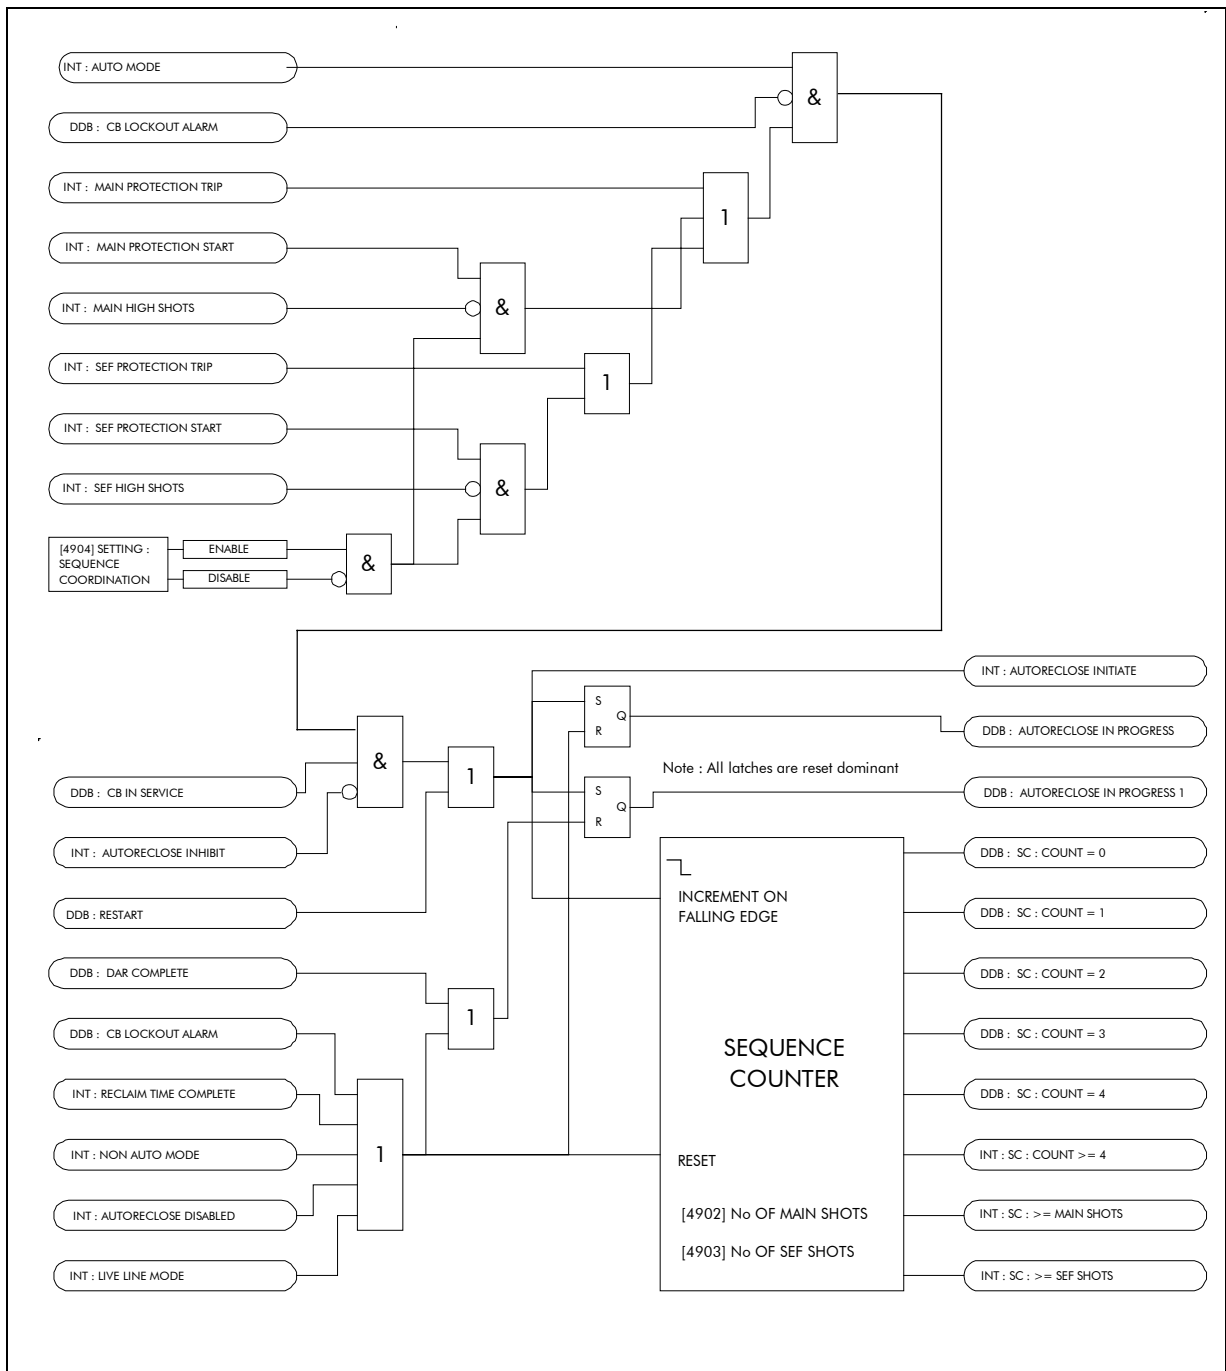 INT : AUTO MODE
&
DDB : CB LOCKOUT ALARM
INT : MAIN PROTECTION TRIP
1
INT : MAIN PROTECTION START
&
INT : MAIN HIGH SHOTS
INT : SEF PROTECTION TRIP
1
INT : SEF PROTECTION START
&
INT : SEF HIGH SHOTS
[4904] SETTING :
SEQUENCE
COORDINATION
ENABLE
DISABLE
&
INT : AUTORECLOSE INITIATE
S
Q
R
DDB : AUTORECLOSE IN PROGRESS
&
1
Note : All latches are reset dominant
DDB : CB IN SERVICE
S
Q
R
DDB : AUTORECLOSE IN PROGRESS 1
INT : AUTORECLOSE INHIBIT
DDB : SC : COUNT = 0
INCREMENT ON
FALLING EDGE
DDB : RESTART
DDB : SC : COUNT = 1
DDB : DAR COMPLETE
DDB : SC : COUNT = 2
1
DDB : CB LOCKOUT ALARM
SEQUENCE
COUNTER
DDB : SC : COUNT = 3
INT : RECLAIM TIME COMPLETE
DDB : SC : COUNT = 4
INT : NON AUTO MODE
1
RESET
INT : SC : COUNT >= 4
INT : AUTORECLOSE DISABLED
[4902] No OF MAIN SHOTS
INT : SC : >= MAIN SHOTS
[4903] No OF SEF SHOTS
INT : LIVE LINE MODE
INT : SC : >= SEF SHOTS